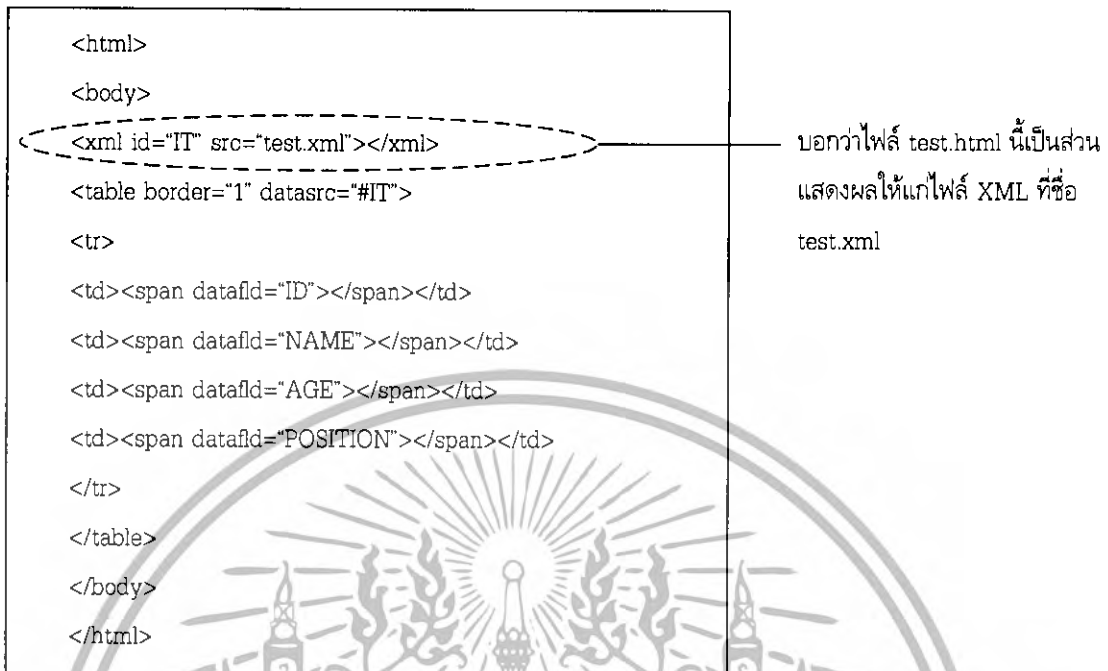 <html>
<body>
<xml id="IT" src="test.xml"></xml>
<table border="1" datasrc="#IT">
<tr>
<td><span datafld="ID"></span></td>
<td><span datafld="NAME"></span></td>
<td><span datafld="AGE"></span></td>
<td><span datafld="POSITION"></span></td>
</tr>
</table>
</body>
</html>
บอกว่าไฟล์ test.html นี้เป็นส่วน
แสดงผลให้แก่ไฟล์ XML ที่ชื่อ
test.xml